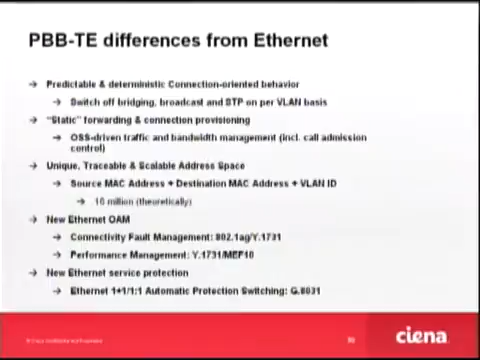 PBB-TE differences from Ethernet
Predictable & deterministic Connection-oriented behavior
Switch off bridging, broadcast and STP on per VLAN basis
"Static" forwarding & connection provisioning
OSS-driven traffic and bandwidth management (incl. call admission
control)
Unique, Traceable & Scalable Address Space
Source MAC Address + Destination MAC Address + VLAN ID
16 million (theoretically)
New Ethernet OAM
Connectivity Fault Management: 802.1ag/Y.1731
Performance Management: Y.1731/MEF10
New Ethernet service protection
Ethernet 1+1/1:1 Automatic Protection Switching: G.8031
ciena